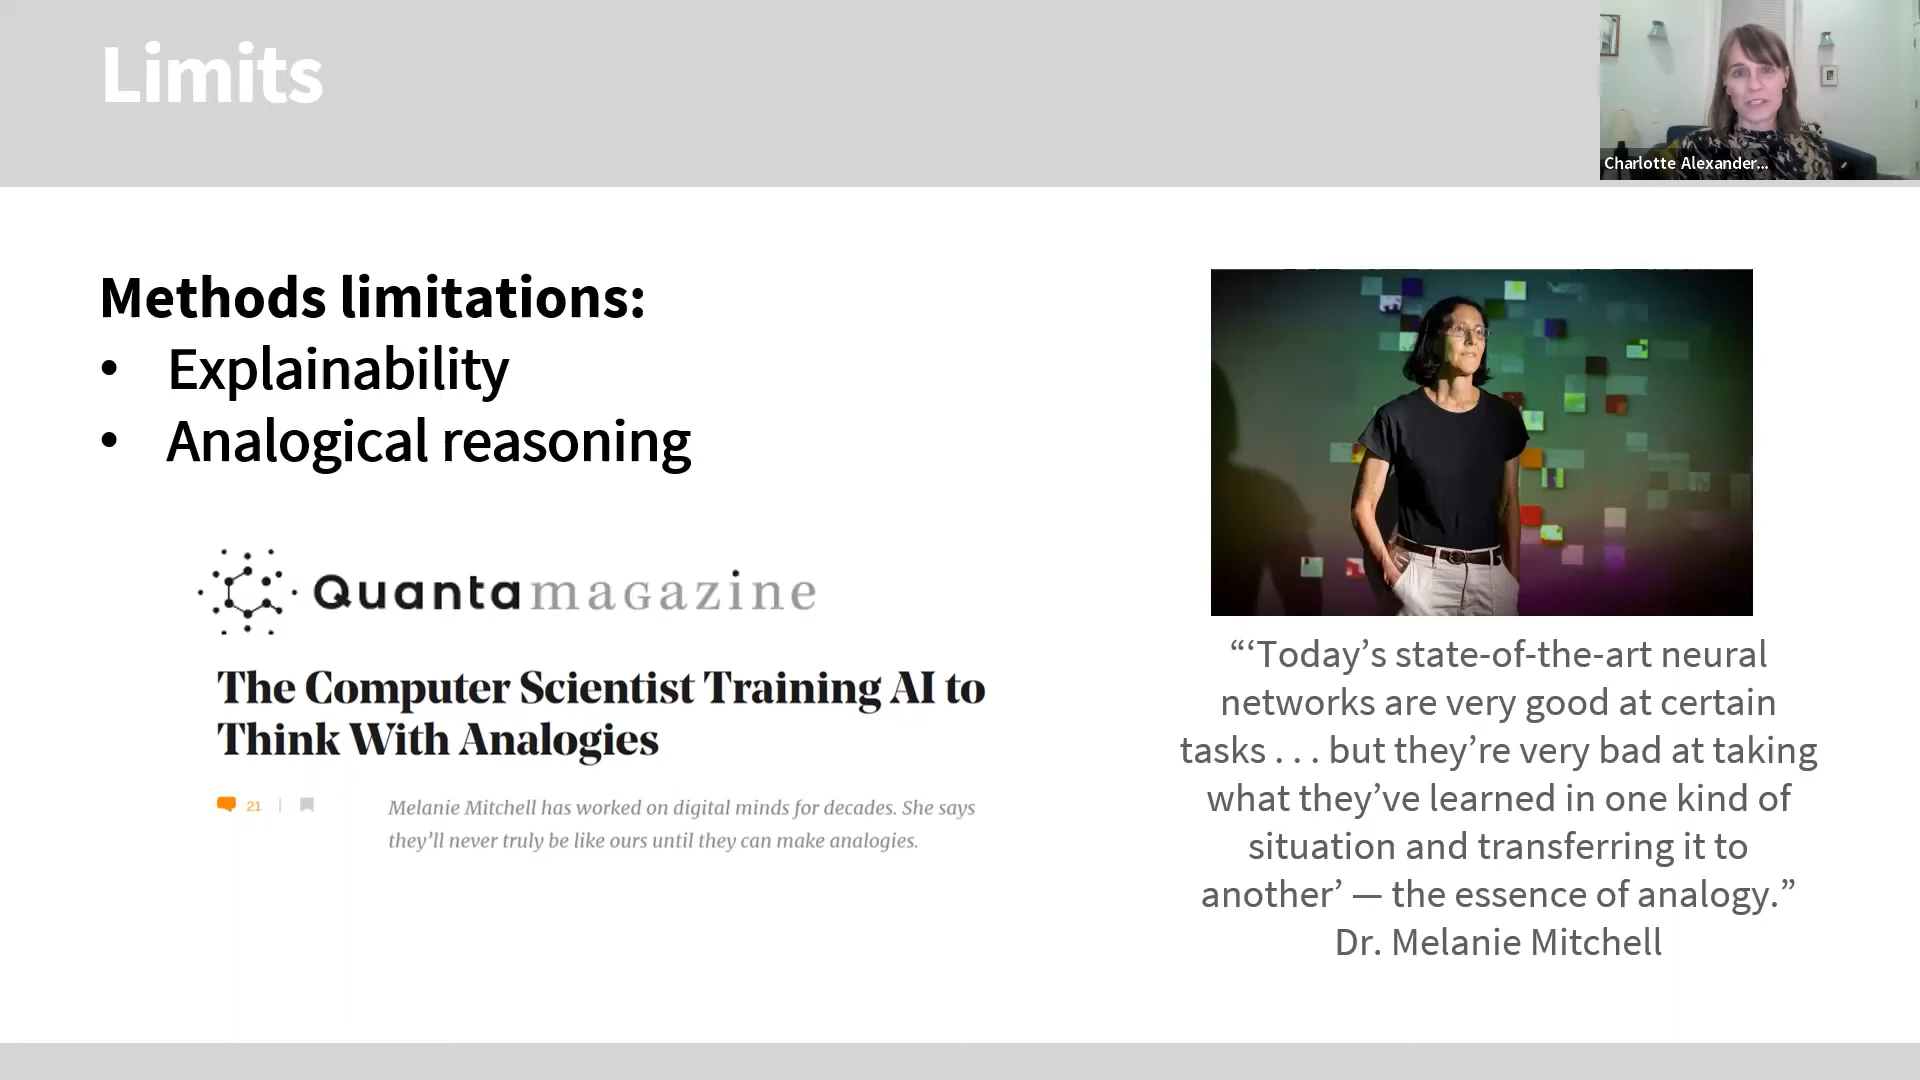 Limits
Charlotte Alexander...
Methods limitations:
• Explainability
• Analogical reasoning
Quantamagazine
The Computer Scientist Training AI to
Think With Analogies
21
Melanie Mitchell has worked on digital minds for decades. She says
they’ll never truly be like ours until they can make analogies.
“‘Today’s state-of-the-art neural
networks are very good at certain
tasks . . . but they’re very bad at taking
what they’ve learned in one kind of
situation and transferring it to
another’ — the essence of analogy.”
Dr. Melanie Mitchell